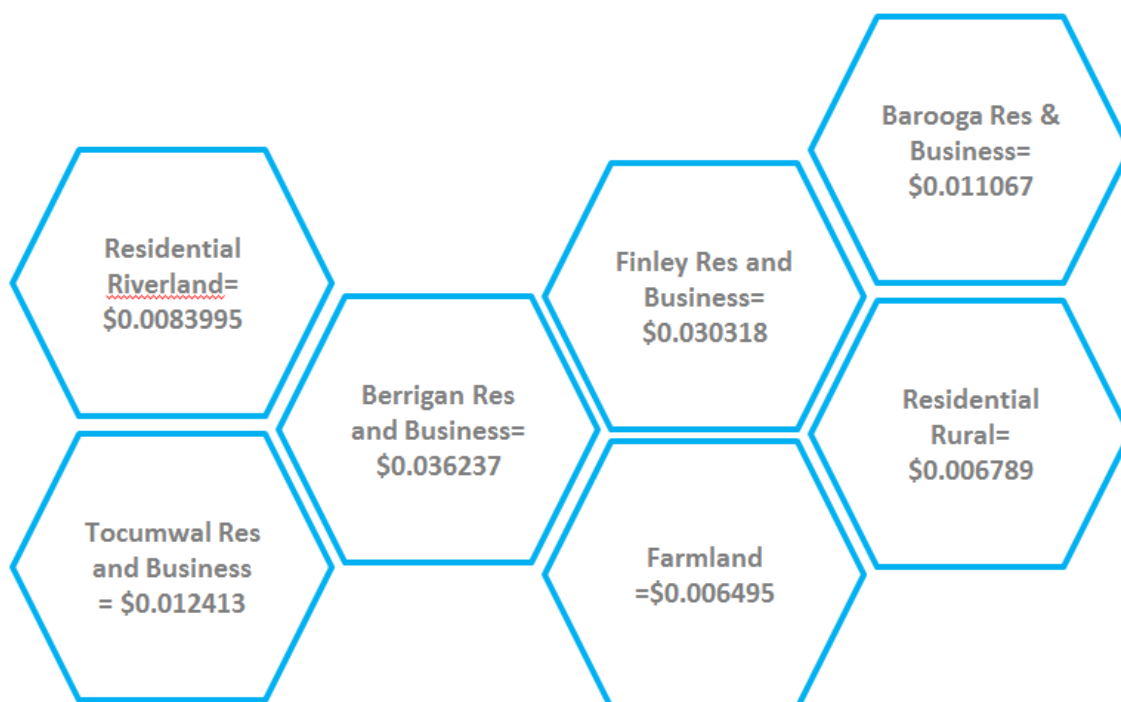 Residential
Riverland=
$0.0083995
Tocumwal Res
and Business
= $0.012413
Berrigan Res
and Business=
$0.036237
Finley Res and
Business=
$0.030318
Farmland
=$0.006495
Barooga Res &
Business=
$0.011067
Residential
Rural=
$0.006789